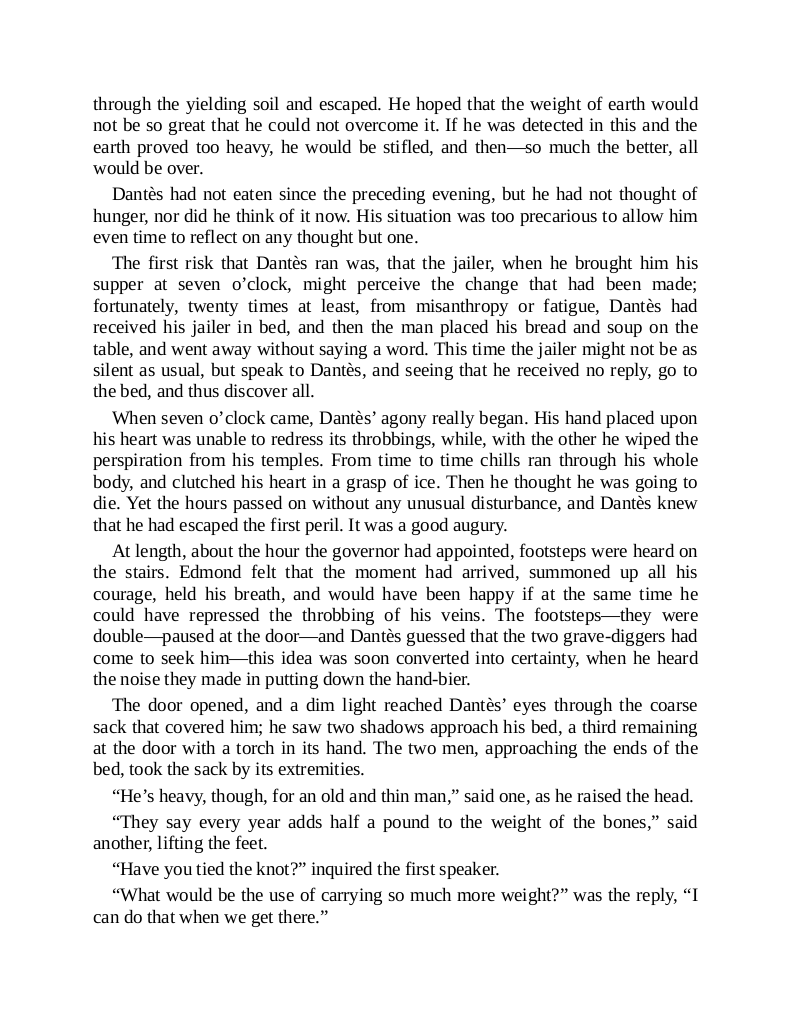 through the yielding soil and escaped. He hoped that the weight of earth would
not be so great that he could not overcome it. If he was detected in this and the
earth proved too heavy, he would be stifled, and then—so much the better, all
would be over.
Dantès had not eaten since the preceding evening, but he had not thought of
hunger, nor did he think of it now. His situation was too precarious to allow him
even time to reflect on any thought but one.
The first risk that Dantès ran was, that the jailer, when he brought him his
supper at seven o’clock, might perceive the change that had been made;
fortunately, twenty times at least, from misanthropy or fatigue, Dantès had
received his jailer in bed, and then the man placed his bread and soup on the
table, and went away without saying a word. This time the jailer might not be as
silent as usual, but speak to Dantès, and seeing that he received no reply, go to
the bed, and thus discover all.
When seven o’clock came, Dantès’ agony really began. His hand placed upon
his heart was unable to redress its throbbings, while, with the other he wiped the
perspiration from his temples. From time to time chills ran through his whole
body, and clutched his heart in a grasp of ice. Then he thought he was going to
die. Yet the hours passed on without any unusual disturbance, and Dantès knew
that he had escaped the first peril. It was a good augury.
At length, about the hour the governor had appointed, footsteps were heard on
the stairs. Edmond felt that the moment had arrived, summoned up all his
courage, held his breath, and would have been happy if at the same time he
could have repressed the throbbing of his veins. The footsteps—they were
double—paused at the door—and Dantès guessed that the two grave-diggers had
come to seek him—this idea was soon converted into certainty, when he heard
the noise they made in putting down the hand-bier.
The door opened, and a dim light reached Dantès’ eyes through the coarse
sack that covered him; he saw two shadows approach his bed, a third remaining
at the door with a torch in its hand. The two men, approaching the ends of the
bed, took the sack by its extremities.
“He’s heavy, though, for an old and thin man,” said one, as he raised the head.
“They say every year adds half a pound to the weight of the bones,” said
another, lifting the feet.
“Have you tied the knot?” inquired the first speaker.
“What would be the use of carrying so much more weight?” was the reply, “I
can do that when we get there.”